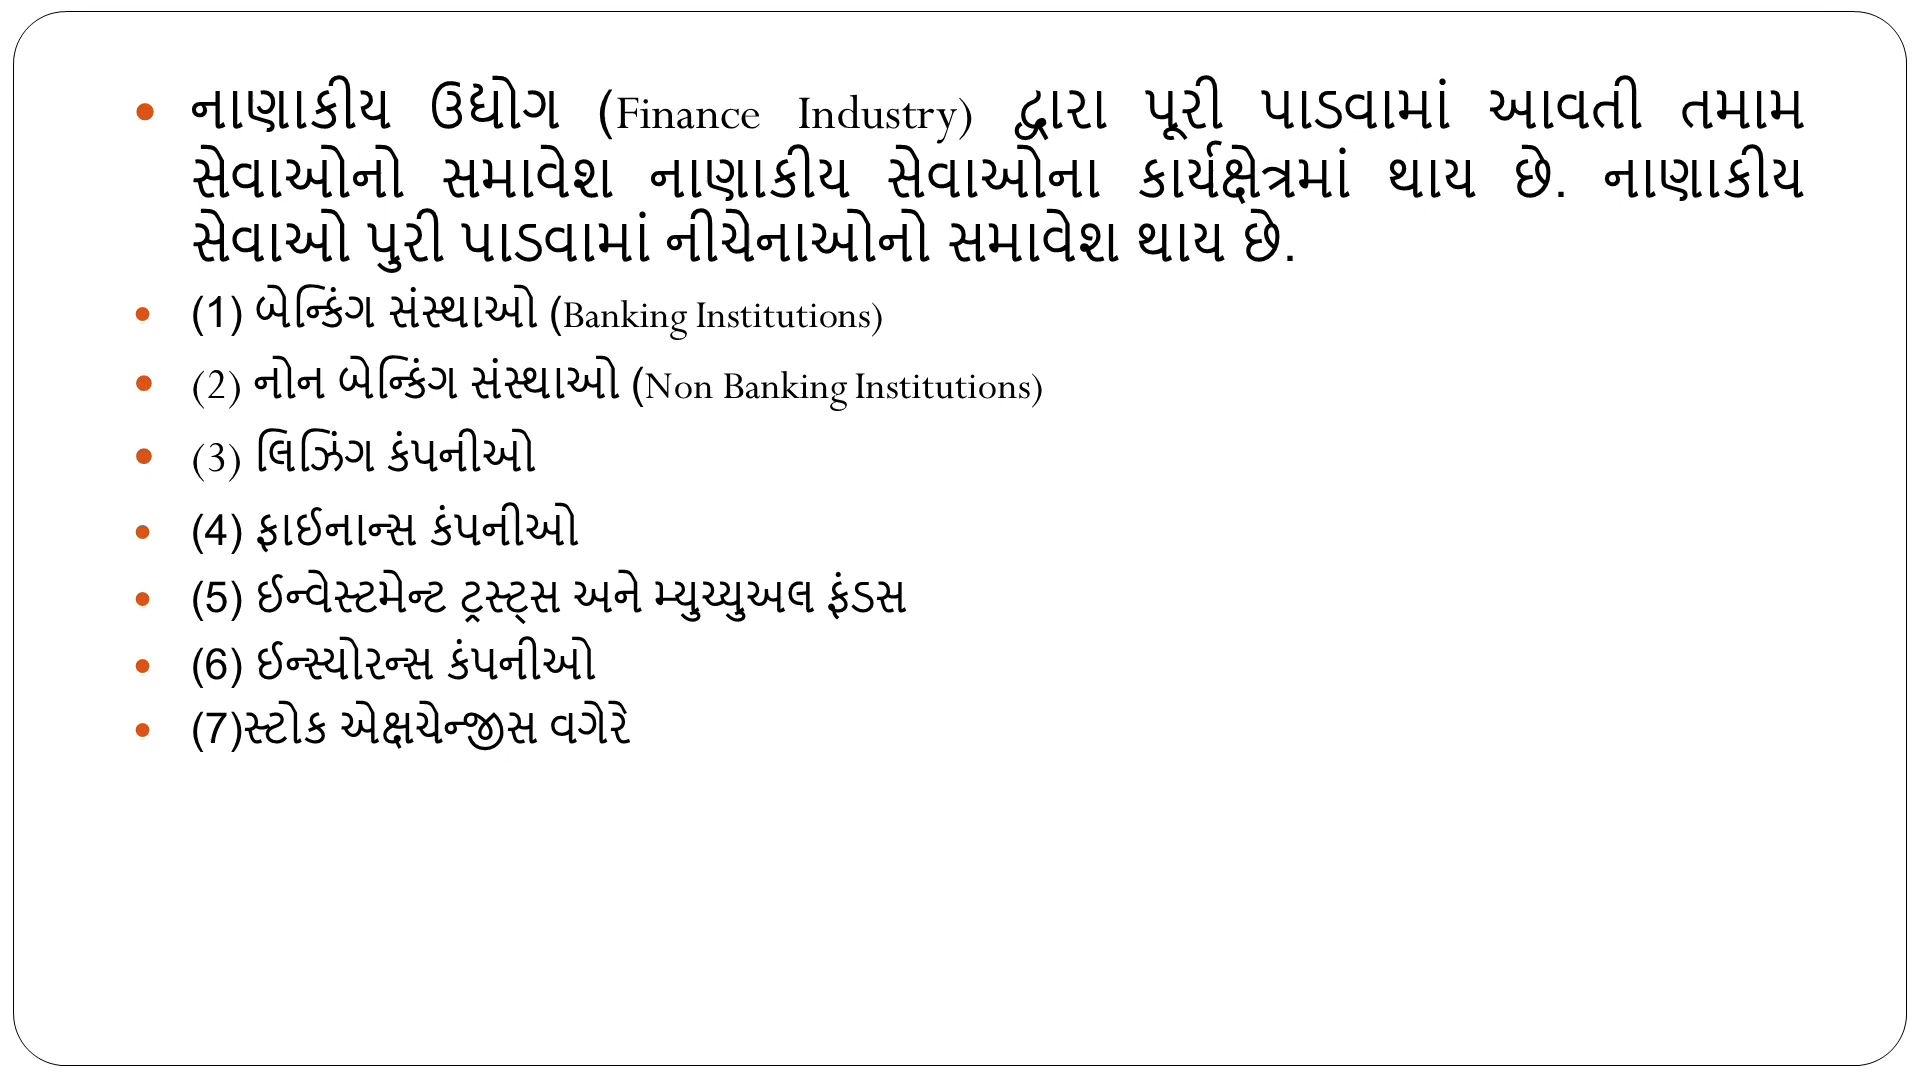 • નાણાકીય ઉદ્યોગ (Finance Industry) દ્વારા પૂરી પાડવામાં આવતી તમામ
સેવાઓનો સમાવેશ નાણાકીય સેવાઓના કાર્યક્ષેત્રમાં થાય છે. નાણાકીય
સેવાઓ પુરી પાડવામાં નીચેનાઓનો સમાવેશ થાય છે.
• (1) બેન્કિંગ સંસ્થાઓ (Banking Institutions)
• (2) નોન બેન્કિંગ સંસ્થાઓ (Non Banking Institutions)
• (3) લિઝિંગ કંપનીઓ
• (4) ફાઈનાન્સ કંપનીઓ
• (5) ઈન્વેસ્ટમેન્ટ ટ્રસ્ટ્સ અને મ્યુચ્યુઅલ ફંડસ
• (6) ઈન્સ્યોરન્સ કંપનીઓ
• (7)સ્ટોક એક્ષચેન્જીસ વગેરે